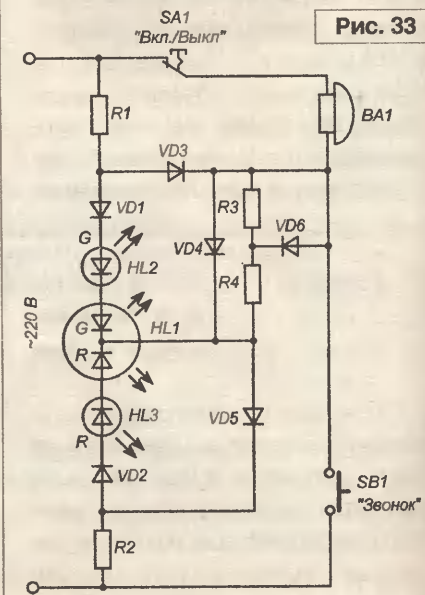 SA1
"Вкл./Выкл"
Рис. 33
R1
BA1
VD3
VD1
R3
VD6
G
HL2
VD4
R4
G
HL1
R
~220 В
HL3
R
VD5
VD2
SB1
"Звонок"
R2